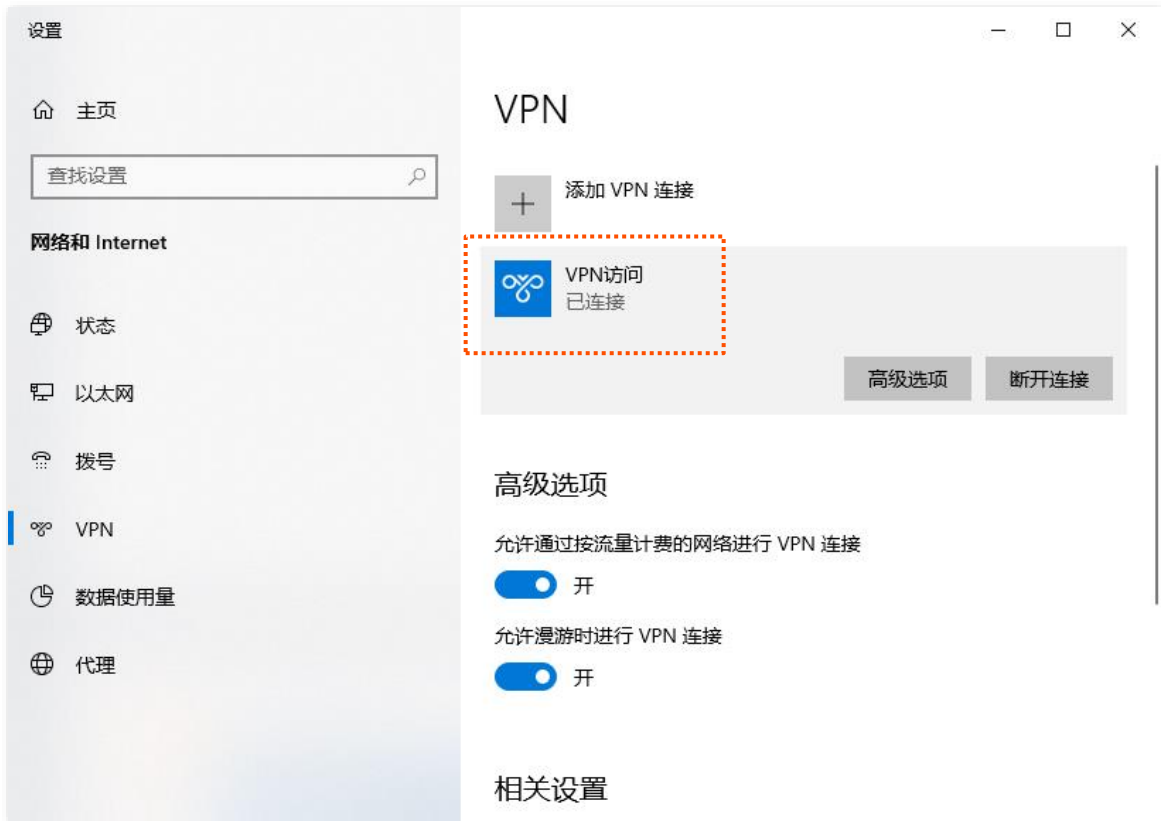 设置
主页
查找设置
网络和 Internet
状态
以太网
拨号
VPN
数据使用量
代理
VPN
添加 VPN 连接
VPN访问
已连接
高级选项
断开连接
高级选项
允许通过按流量计费的网络进行 VPN 连接
开
允许漫游时进行 VPN 连接
开
相关设置